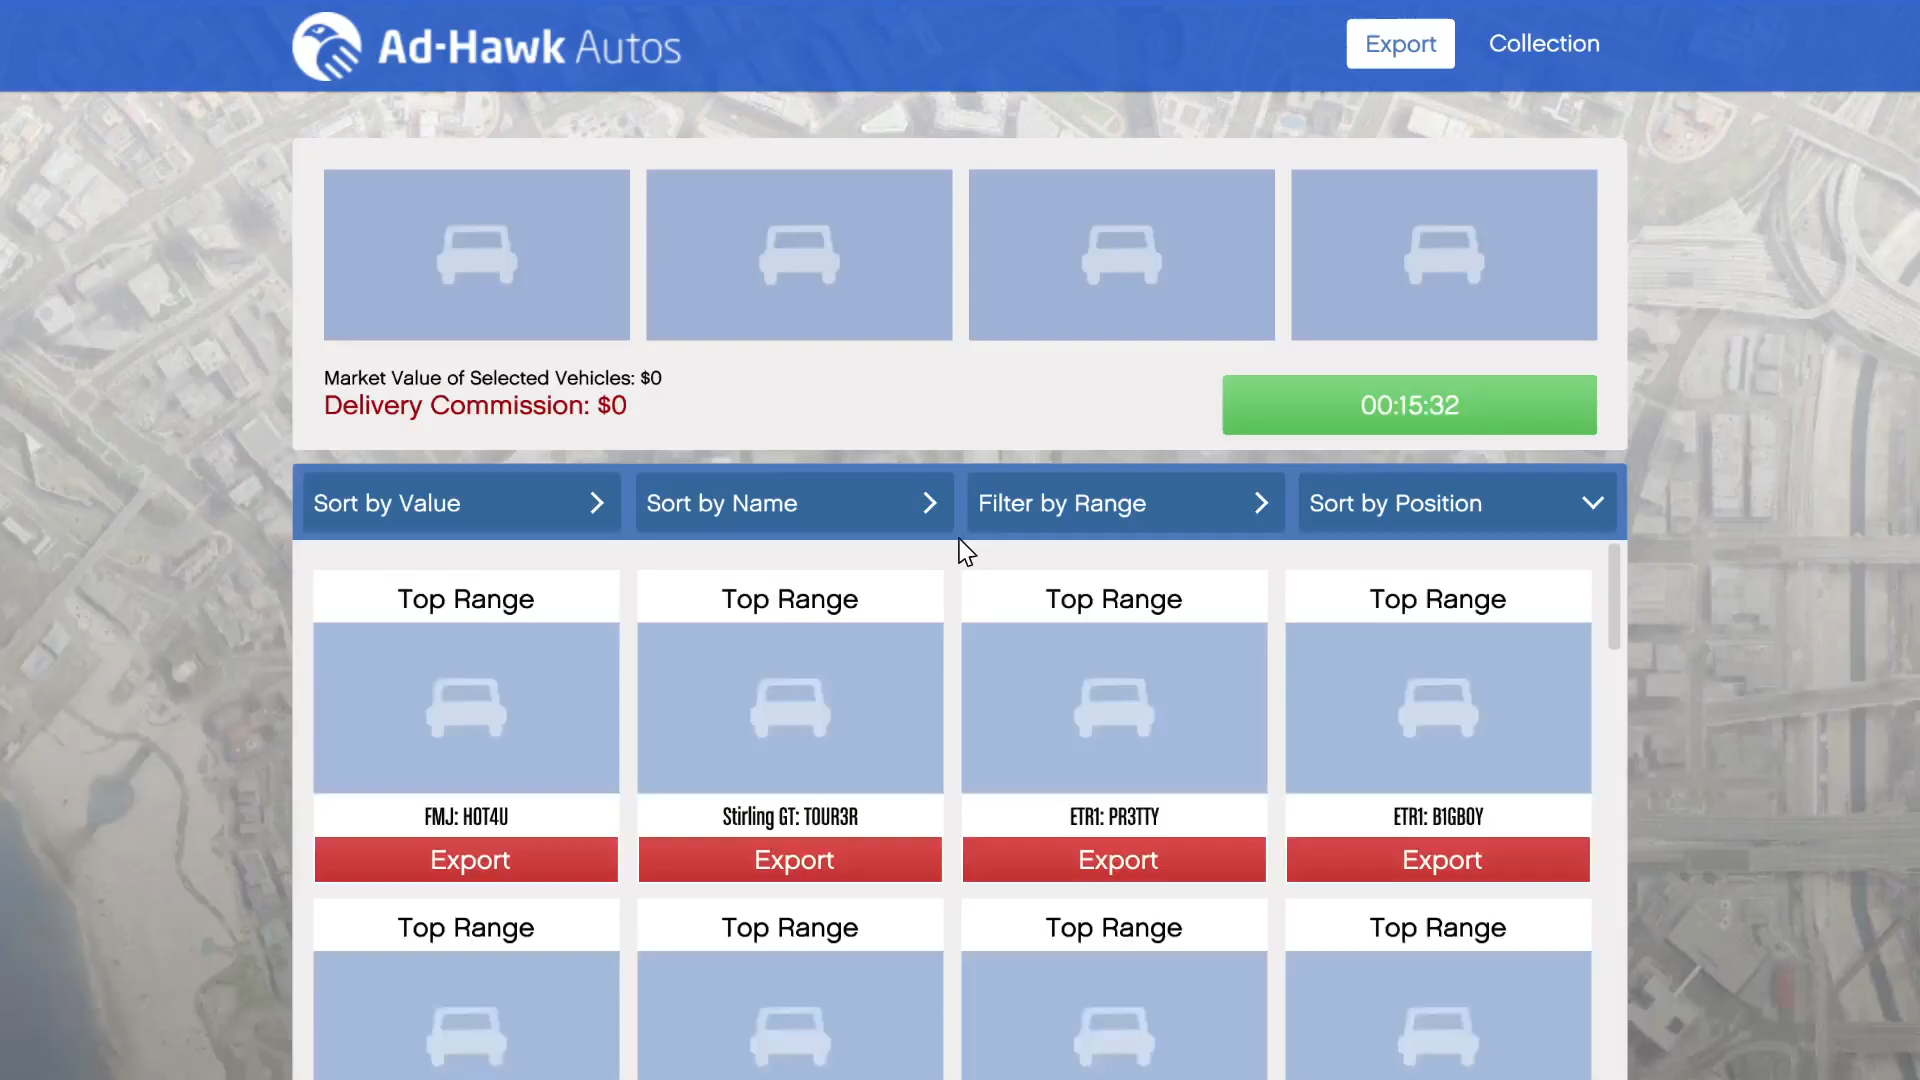 Ad-Hawk Autos
Export
Collection
Market Value of Selected Vehicles: $0
Delivery Commission: $0
00:15:32
Sort by Value
Sort by Name
Filter by Range
Sort by Position
Top Range
Top Range
Top Range
Top Range
FMJ: HOT4U
Stirling GT: TOUR3R
ETR1: PR3TTY
ETR1: B1GBOY
Export
Export
Export
Export
Top Range
Top Range
Top Range
Top Range